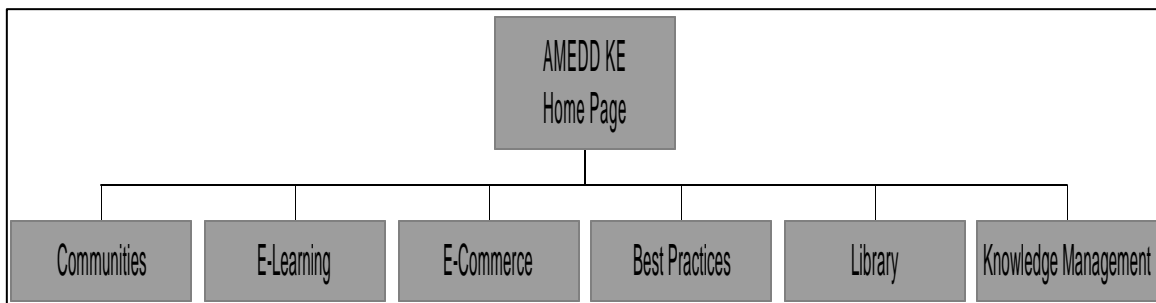 AMEDD KE
Home Page
Communities
E-Learning
E-Commerce
Best Practices
Library
Knowledge Management